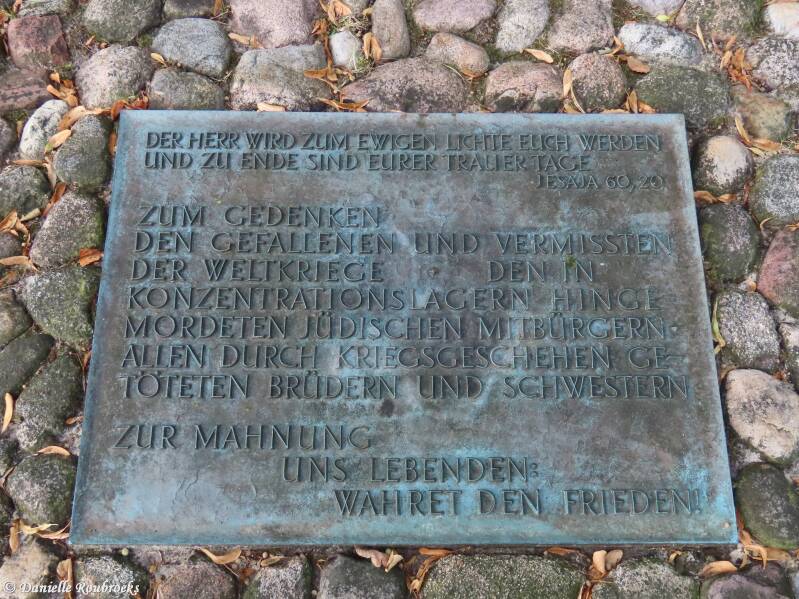 DER HERR WIRD ZUM EWIGEN LICHTE EUCH WERDEN
UND ZU ENDE SIND EURER TRAUER TAGE
JESAJA 60, 20
ZUM GEDENKEN
DEN GEFALLENEN UND VERMISSTEN
DER WELTKRIEGE · DEN IN
KONZENTRATIONSLAGERN HINGE-
MORDETEN JÜDISCHEN MITBÜRGERN·
ALLEN DURCH KRIEGSGESCHEHEN GE-
TÖTETEN BRÜDERN UND SCHWESTERN
ZUR MAHNUNG
UNS LEBENDEN:
WAHRET DEN FRIEDEN!
© Danielle Roubroeks